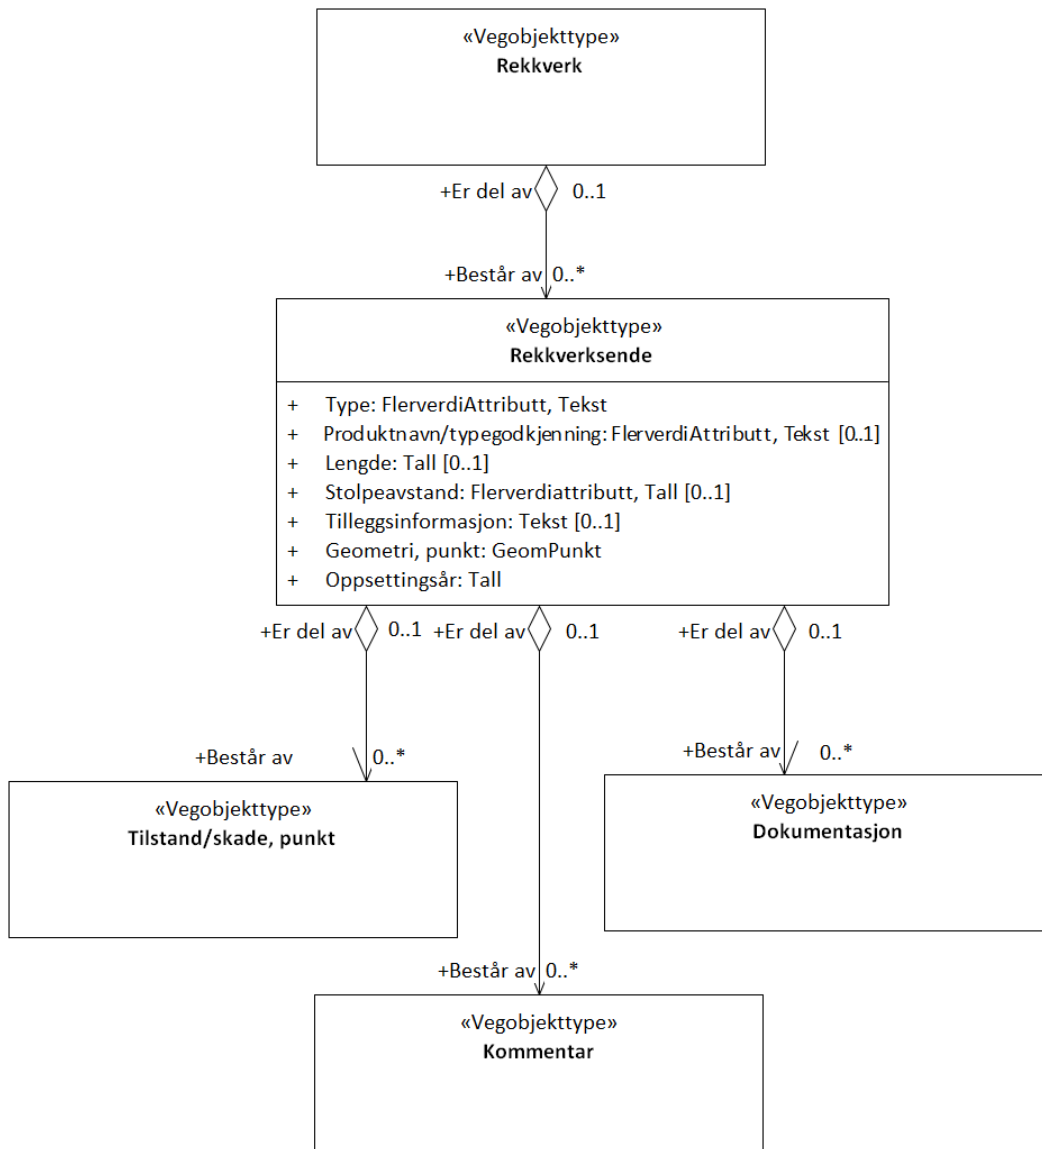 «Vegobjekttype»
Rekkverk
+Er del av 0..1
+Består av 0..*
«Vegobjekttype»
Rekkverksende
+ Type: FlerverdiAttributt, Tekst
+ Produktnavn/typegodkjenning: FlerverdiAttributt, Tekst [0..1]
+ Lengde: Tall [0..1]
+ Stolpeavstand: Flerverdiattributt, Tall [0..1]
+ Tilleggsinformasjon: Tekst [0..1]
+ Geometri, punkt: GeomPunkt
+ Oppsettingsår: Tall
+Er del av 0..1 +Er del av 0..1 +Er del av 0..1
+Består av 0..* +Består av 0..*
«Vegobjekttype»
Tilstand/skade, punkt
«Vegobjekttype»
Dokumentasjon
+Består av 0..*
«Vegobjekttype»
Kommentar